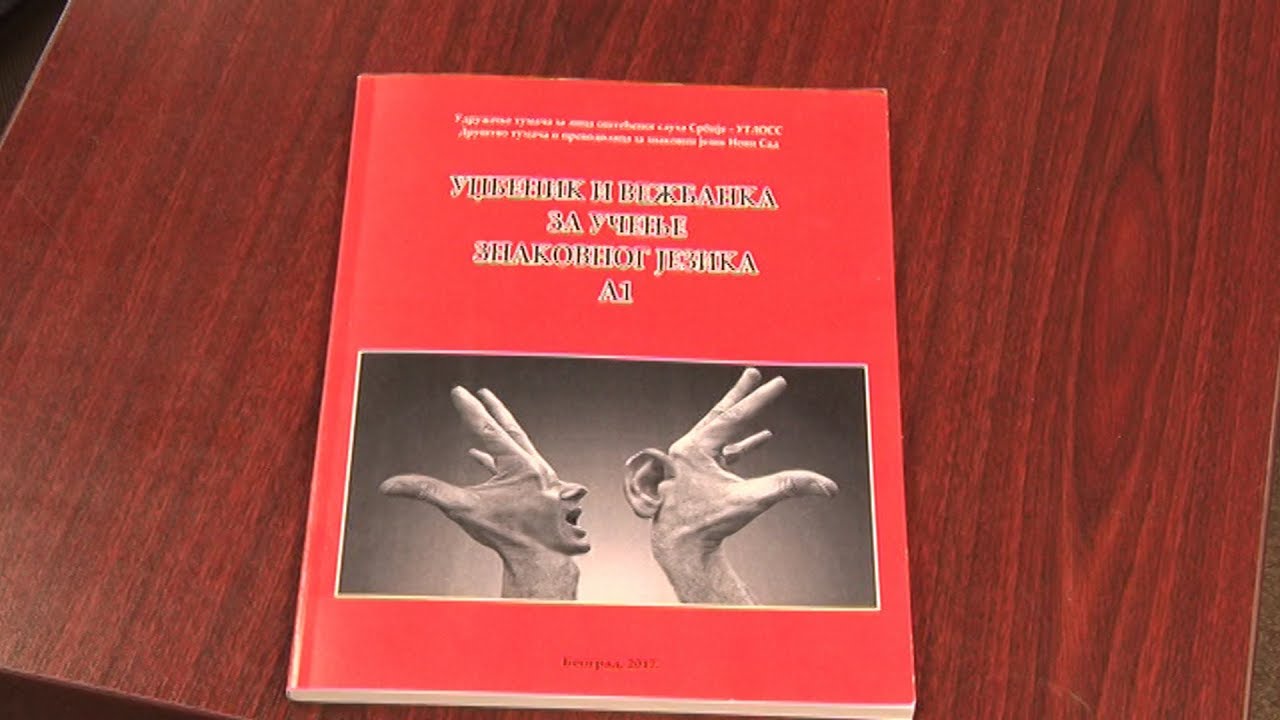 Удружење тумача за лица оштећеног слуха Србије - УТЛОСС
Друштво тумача и преводилаца за знаковни језик Нови Сад
УЏБЕНИК И ВЕЖБАНКА
ЗА УЧЕЊЕ
ЗНАКОВНОГ ЈЕЗИКА
А1
Београд, 2017.